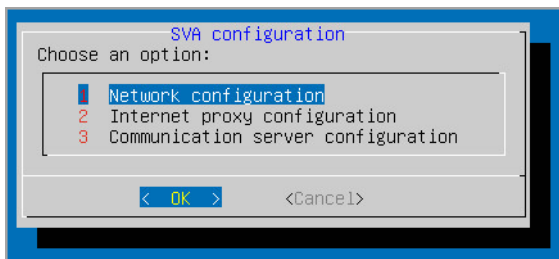 SVA configuration
Choose an option:
1 Network configuration
2 Internet proxy configuration
3 Communication server configuration
< OK > <Cancel>